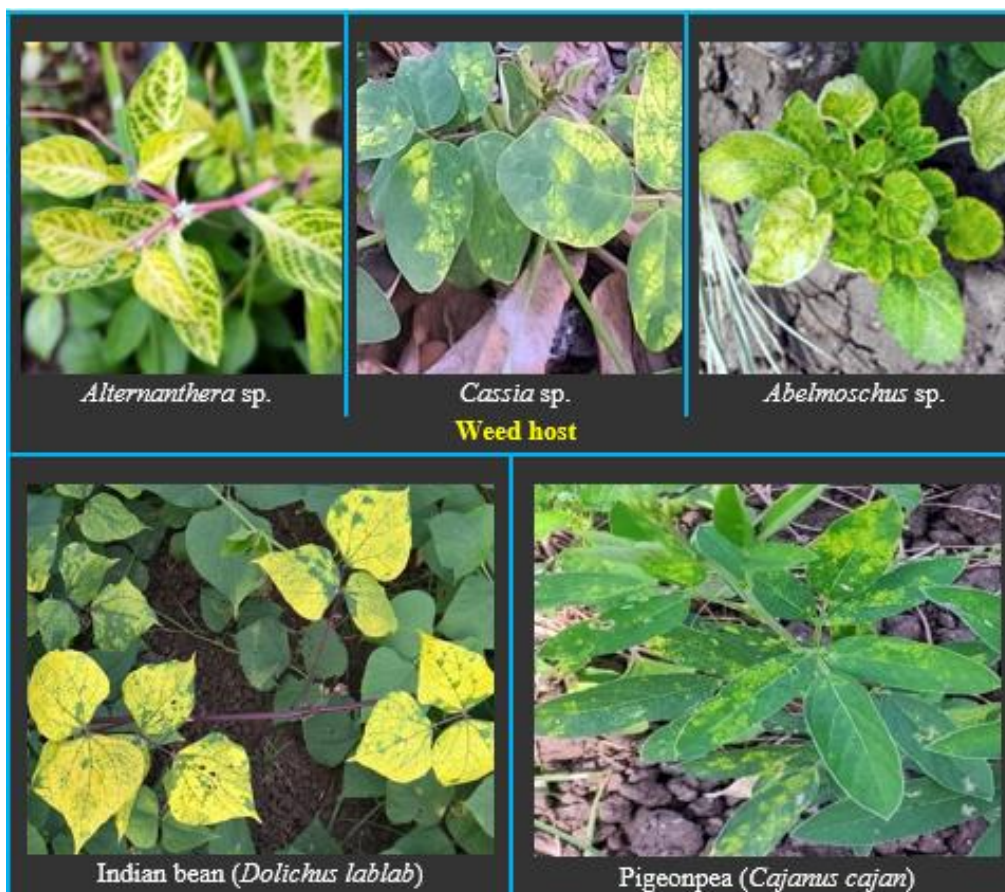 Alternanthera sp.
Cassia sp.
Abelmoschus sp.
Weed host
Indian bean (Dolichus lablab)
Pigeonpea (Cajanus cajan)